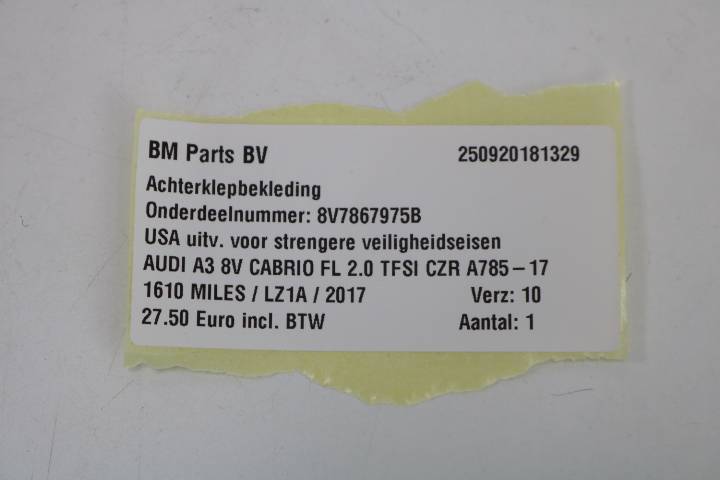 BM Parts BV 250920181329
Achterklepbekleding
Onderdeelnummer: 8V7867975B
USA uitv. voor strengere veiligheidseisen
AUDI A3 8V CABRIO FL 2.0 TFSI CZR A785-17
1610 MILES / LZ1A / 2017 Verz: 10
27.50 Euro incl. BTW Aantal: 1